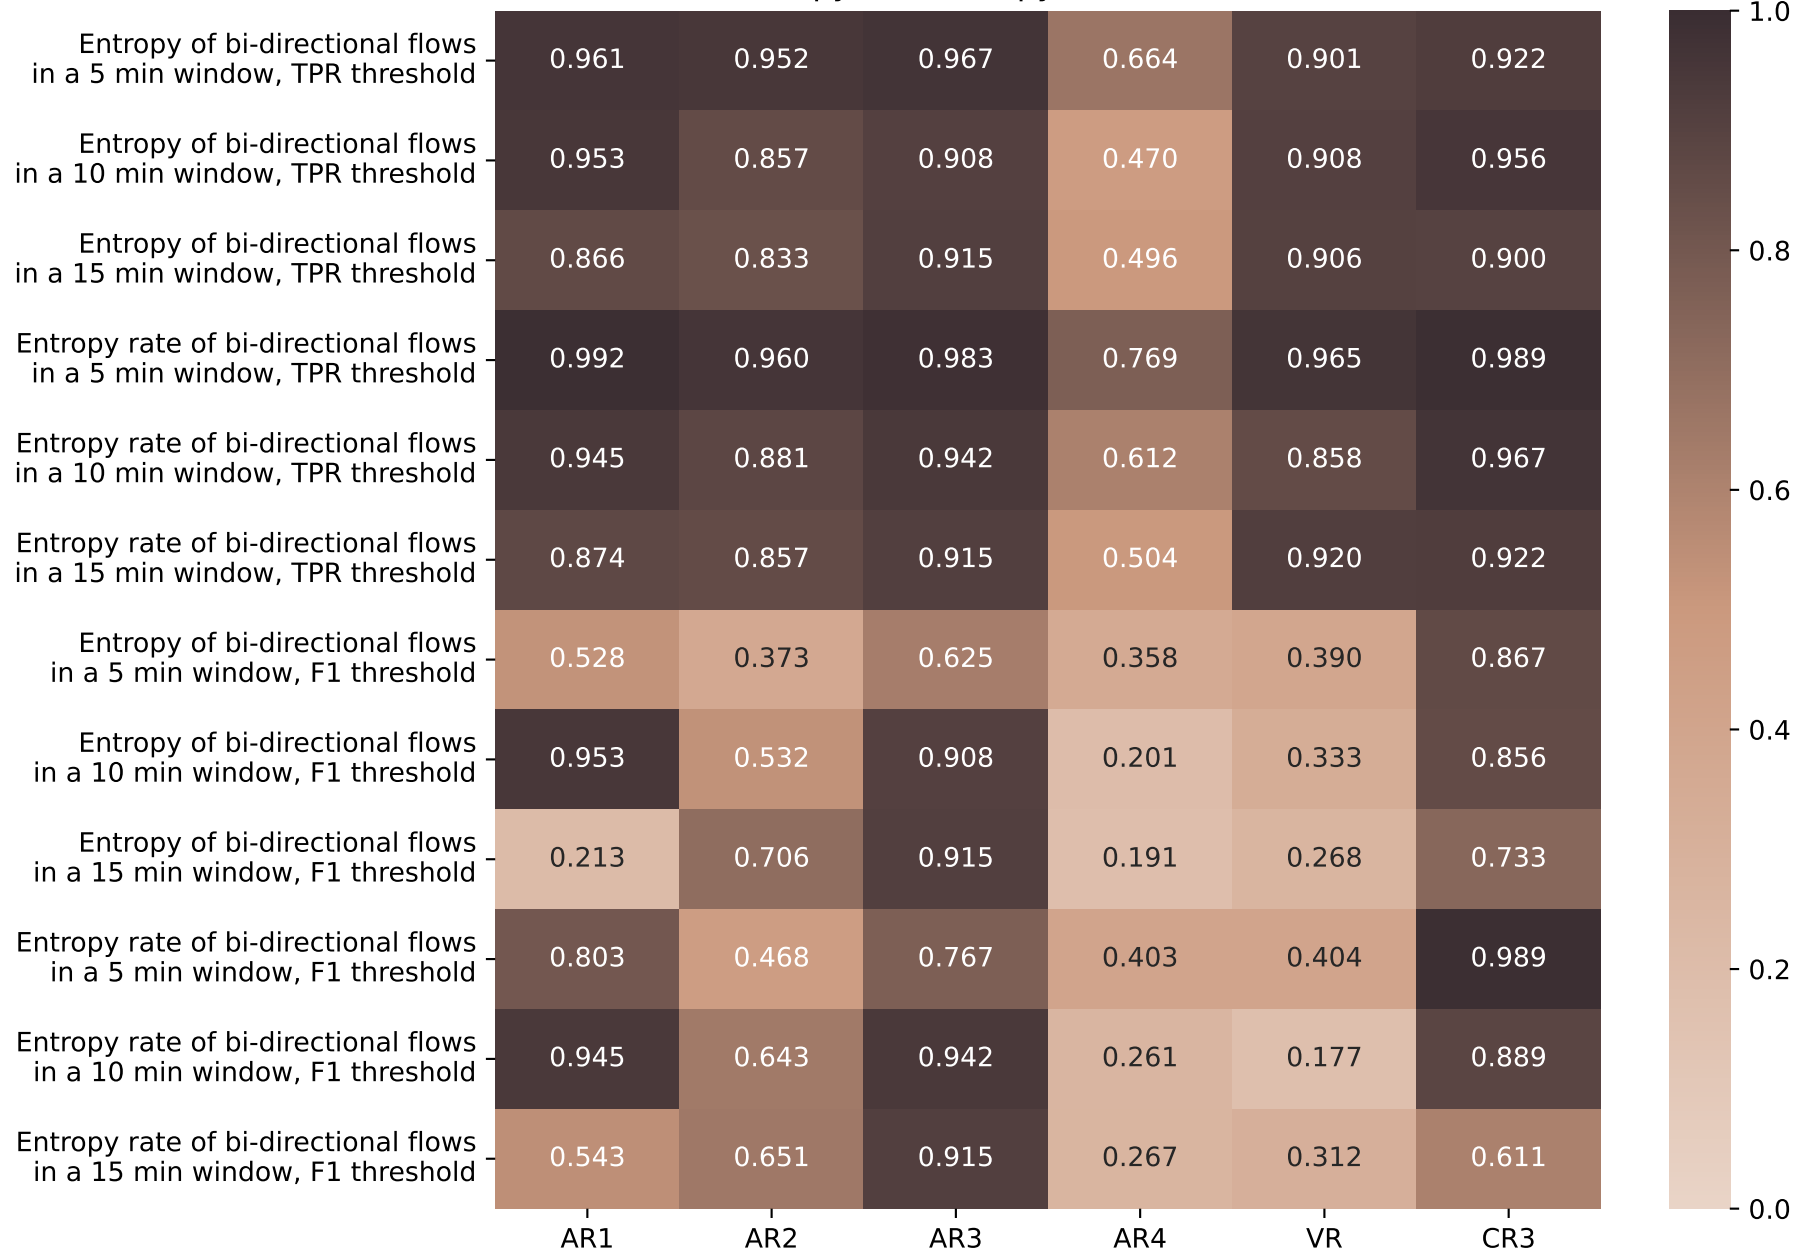 Entropy of bi-directional flows
in a 5 min window, TPR threshold
0.961 0.952 0.967 0.664 0.901 0.922
Entropy of bi-directional flows
in a 10 min window, TPR threshold
0.953 0.857 0.908 0.470 0.908 0.956
Entropy of bi-directional flows
in a 15 min window, TPR threshold
0.866 0.833 0.915 0.496 0.906 0.900
Entropy rate of bi-directional flows
in a 5 min window, TPR threshold
0.992 0.960 0.983 0.769 0.965 0.989
Entropy rate of bi-directional flows
in a 10 min window, TPR threshold
0.945 0.881 0.942 0.612 0.858 0.967
Entropy rate of bi-directional flows
in a 15 min window, TPR threshold
0.874 0.857 0.915 0.504 0.920 0.922
Entropy of bi-directional flows
in a 5 min window, F1 threshold
0.528 0.373 0.625 0.358 0.390 0.867
Entropy of bi-directional flows
in a 10 min window, F1 threshold
0.953 0.532 0.908 0.201 0.333 0.856
Entropy of bi-directional flows
in a 15 min window, F1 threshold
0.213 0.706 0.915 0.191 0.268 0.733
Entropy rate of bi-directional flows
in a 5 min window, F1 threshold
0.803 0.468 0.767 0.403 0.404 0.989
Entropy rate of bi-directional flows
in a 10 min window, F1 threshold
0.945 0.643 0.942 0.261 0.177 0.889
Entropy rate of bi-directional flows
in a 15 min window, F1 threshold
0.543 0.651 0.915 0.267 0.312 0.611
AR1 AR2 AR3 AR4 VR CR3
1.0
0.8
0.6
0.4
0.2
0.0